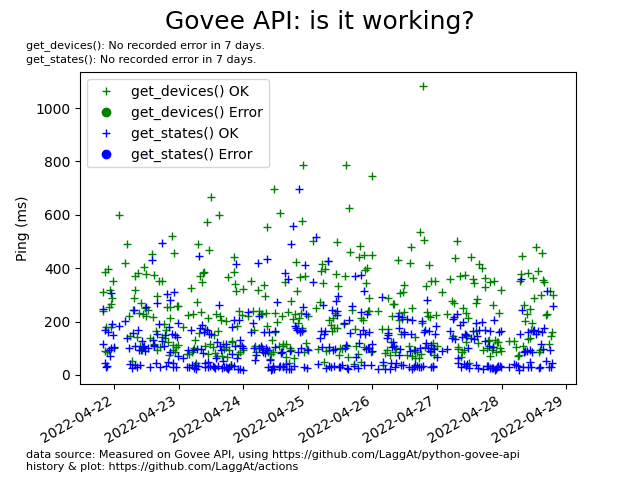 Govee API: is it working?
get_devices(): No recorded error in 7 days.
get_states(): No recorded error in 7 days.
get_devices() OK
get_devices() Error
get_states() OK
get_states() Error
Ping (ms)
1000
800
600
400
200
0
2022-04-22
2022-04-23
2022-04-24
2022-04-25
2022-04-26
2022-04-27
2022-04-28
2022-04-29
data source: Measured on Govee API, using https://github.com/LaggAt/python-govee-api
history & plot: https://github.com/LaggAt/actions